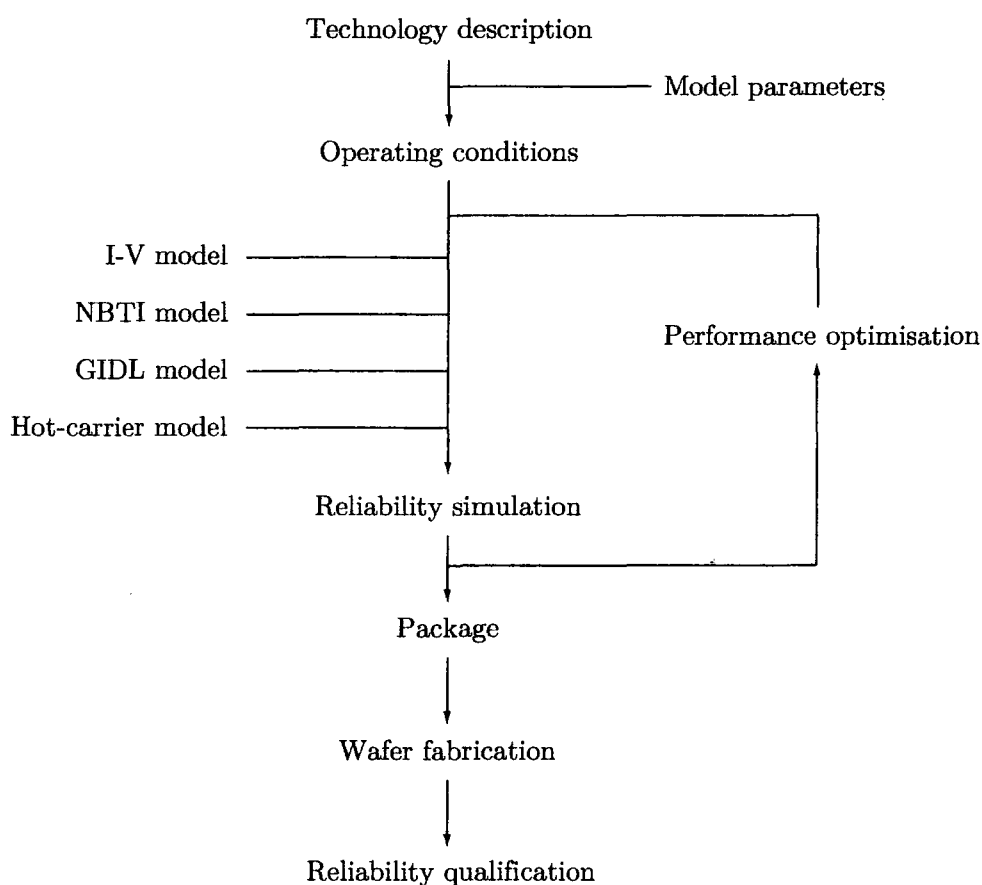 Technology description
Model parameters
Operating conditions
I-V model
NBTI model
Performance optimisation
GIDL model
Hot-carrier model
Reliability simulation
Package
Wafer fabrication
Reliability qualification